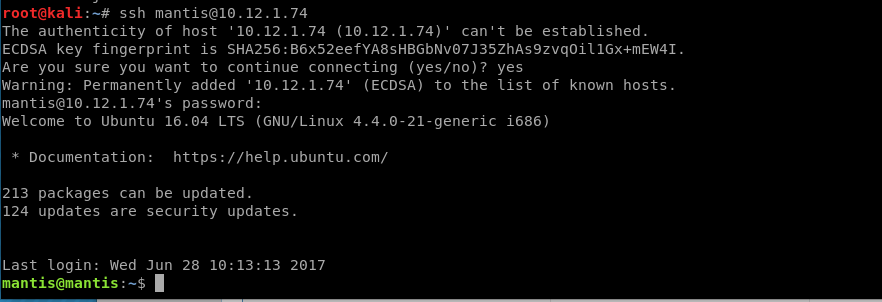 root@kali:~# ssh mantis@10.12.1.74
The authenticity of host '10.12.1.74 (10.12.1.74)' can't be established.
ECDSA key fingerprint is SHA256:B6x52eefYA8sHBGbNv07J35ZhAs9zvqOil1Gx+mEW4I.
Are you sure you want to continue connecting (yes/no)? yes
Warning: Permanently added '10.12.1.74' (ECDSA) to the list of known hosts.
mantis@10.12.1.74's password:
Welcome to Ubuntu 16.04 LTS (GNU/Linux 4.4.0-21-generic i686)
* Documentation:  https://help.ubuntu.com/
213 packages can be updated.
124 updates are security updates.
Last login: Wed Jun 28 10:13:13 2017
mantis@mantis:~$